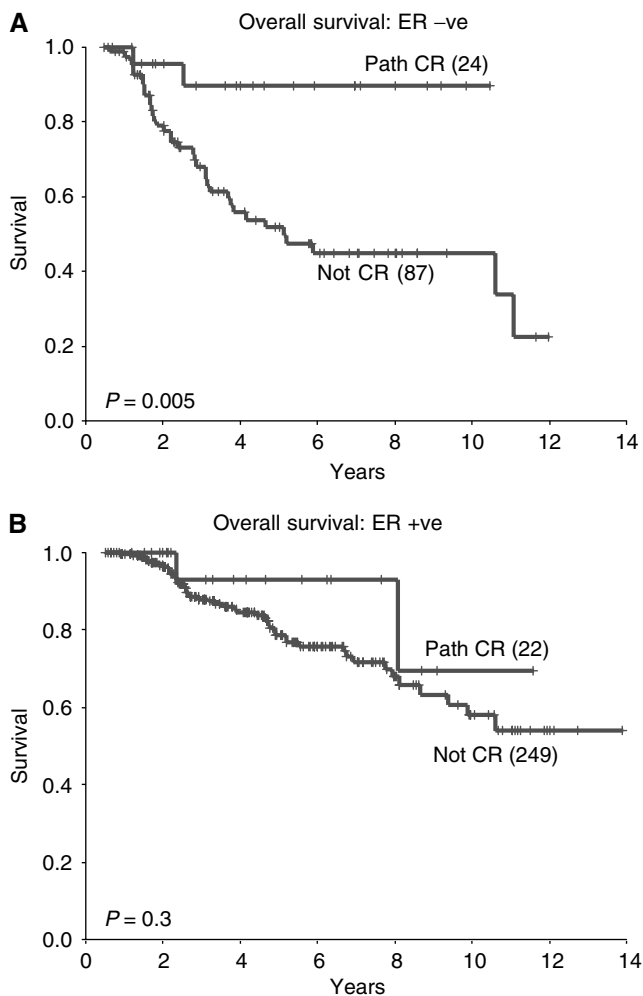 A
Overall survival: ER –ve
1.0
0.8
0.6
0.4
0.2
0.0
Survival
Path CR (24)
Not CR (87)
P = 0.005
0 2 4 6 8 10 12 14
Years
B
Overall survival: ER +ve
1.0
0.8
0.6
0.4
0.2
0.0
Survival
Path CR (22)
Not CR (249)
P = 0.3
0 2 4 6 8 10 12 14
Years